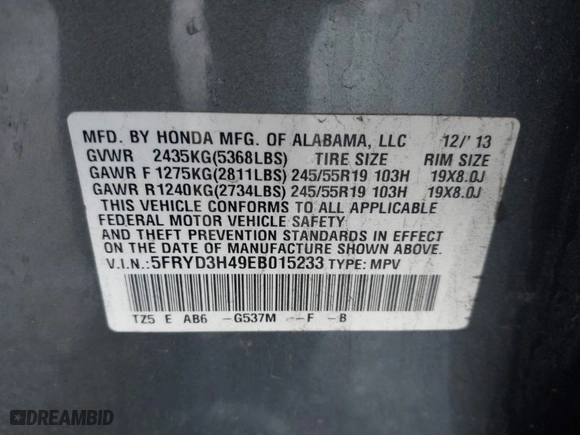 MFD. BY HONDA MFG. OF ALABAMA, LLC 12/'13
GVWR 2435KG(5368LBS) TIRE SIZE RIM SIZE
GAWR F 1275KG(2811LBS) 245/55R19 103H 19X8.0J
GAWR R1240KG(2734LBS) 245/55R19 103H 19X8.0J
THIS VEHICLE CONFORMS TO ALL APPLICABLE
FEDERAL MOTOR VEHICLE SAFETY
AND THEFT PREVENTION STANDARDS IN EFFECT
ON THE DATE OF MANUFACTURE SHOWN ABOVE.
V.I.N.:5FRYD3H49EB015233 TYPE: MPV
TZ5 E AB6 -G537M --F -B
DREAMBID